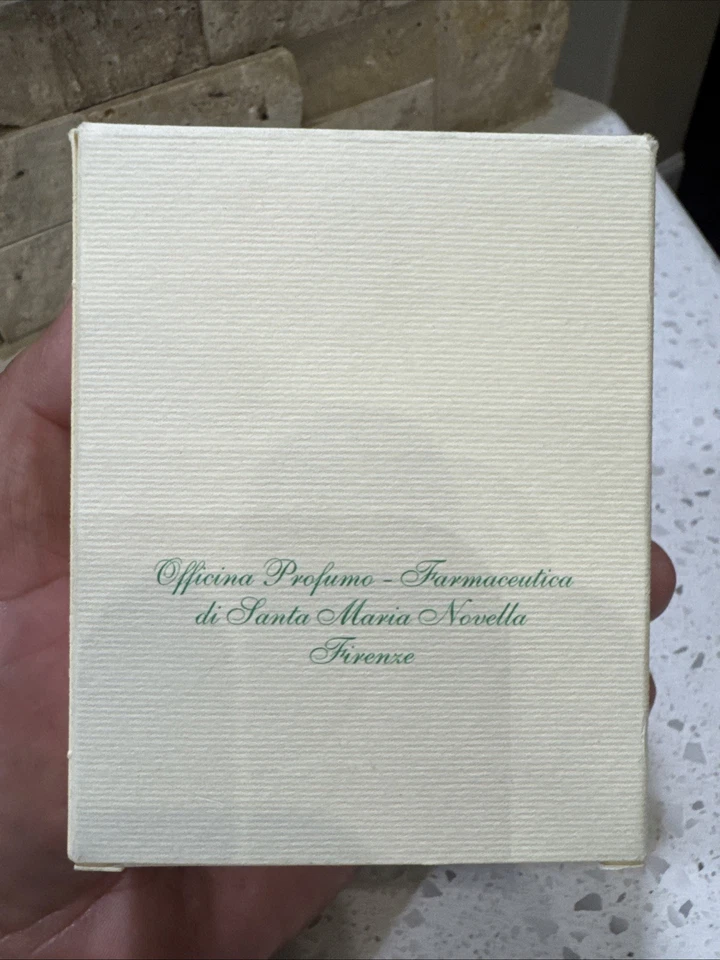 Officina Profumo - Farmaceutica
di Santa Maria Novella
Firenze